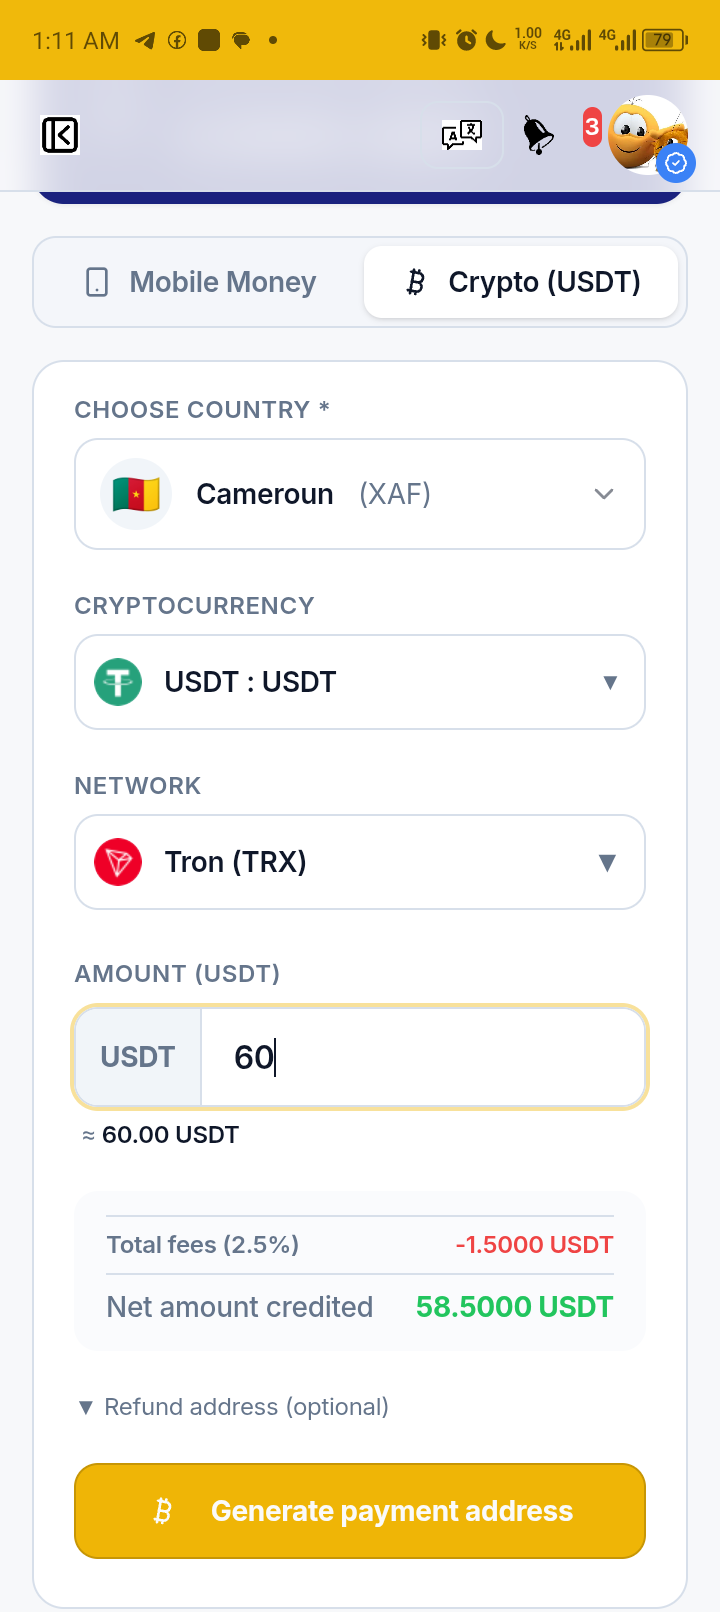 1:11 AM
1.00 K/S 4G 4G 79
A 文
3
Mobile Money
Crypto (USDT)
CHOOSE COUNTRY *
Cameroun (XAF)
CRYPTOCURRENCY
USDT : USDT
NETWORK
Tron (TRX)
AMOUNT (USDT)
USDT 60
≈ 60.00 USDT
Total fees (2.5%) -1.5000 USDT
Net amount credited 58.5000 USDT
▼ Refund address (optional)
Generate payment address